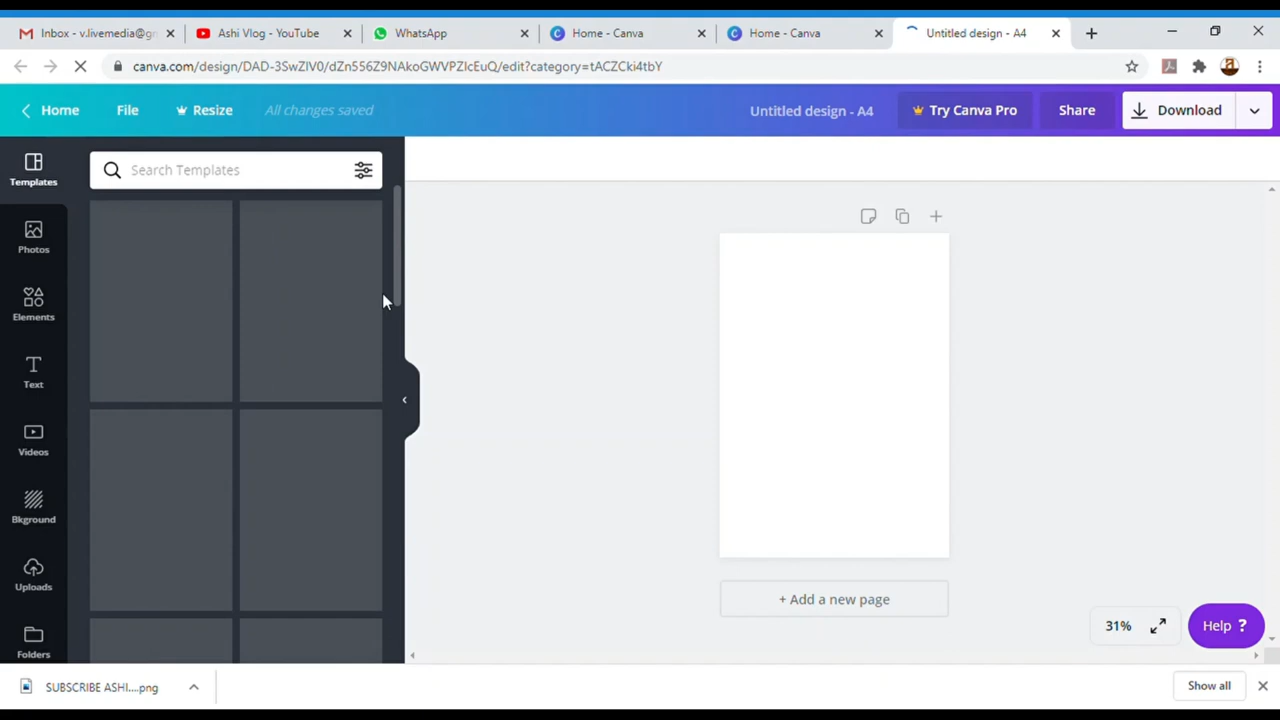 Inbox - v.livemedia@g
Ashi Vlog - YouTube
WhatsApp
Home - Canva
Home - Canva
Untitled design - A4
canva.com/design/DAD-3SwZIV0/dZn556Z9NAkoGWVPZIcEuQ/edit?category=tACZCki4tbY
Home
File
Resize
All changes saved
Untitled design - A4
Try Canva Pro
Share
Download
Templates
Search Templates
Photos
Elements
Text
Videos
Bkground
Uploads
Folders
+ Add a new page
31%
Help ?
SUBSCRIBE ASHI....png
Show all